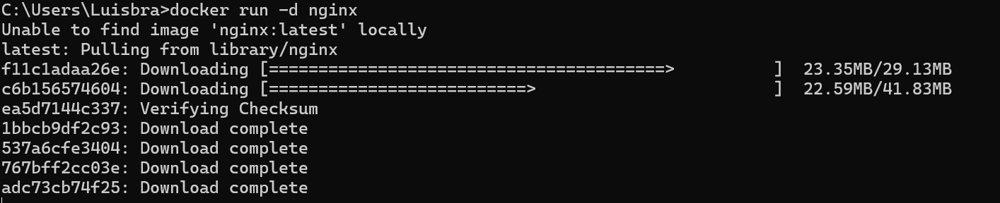 C:\Users\Luisbra>docker run -d nginx
Unable to find image 'nginx:latest' locally
latest: Pulling from library/nginx
f11c1adaa26e: Downloading [========================================>          ]  23.35MB/29.13MB
c6b156574604: Downloading [==========================>                        ]  22.59MB/41.83MB
ea5d7144c337: Verifying Checksum
1bbcb9df2c93: Download complete
537a6cfe3404: Download complete
767bff2cc03e: Download complete
adc73cb74f25: Download complete